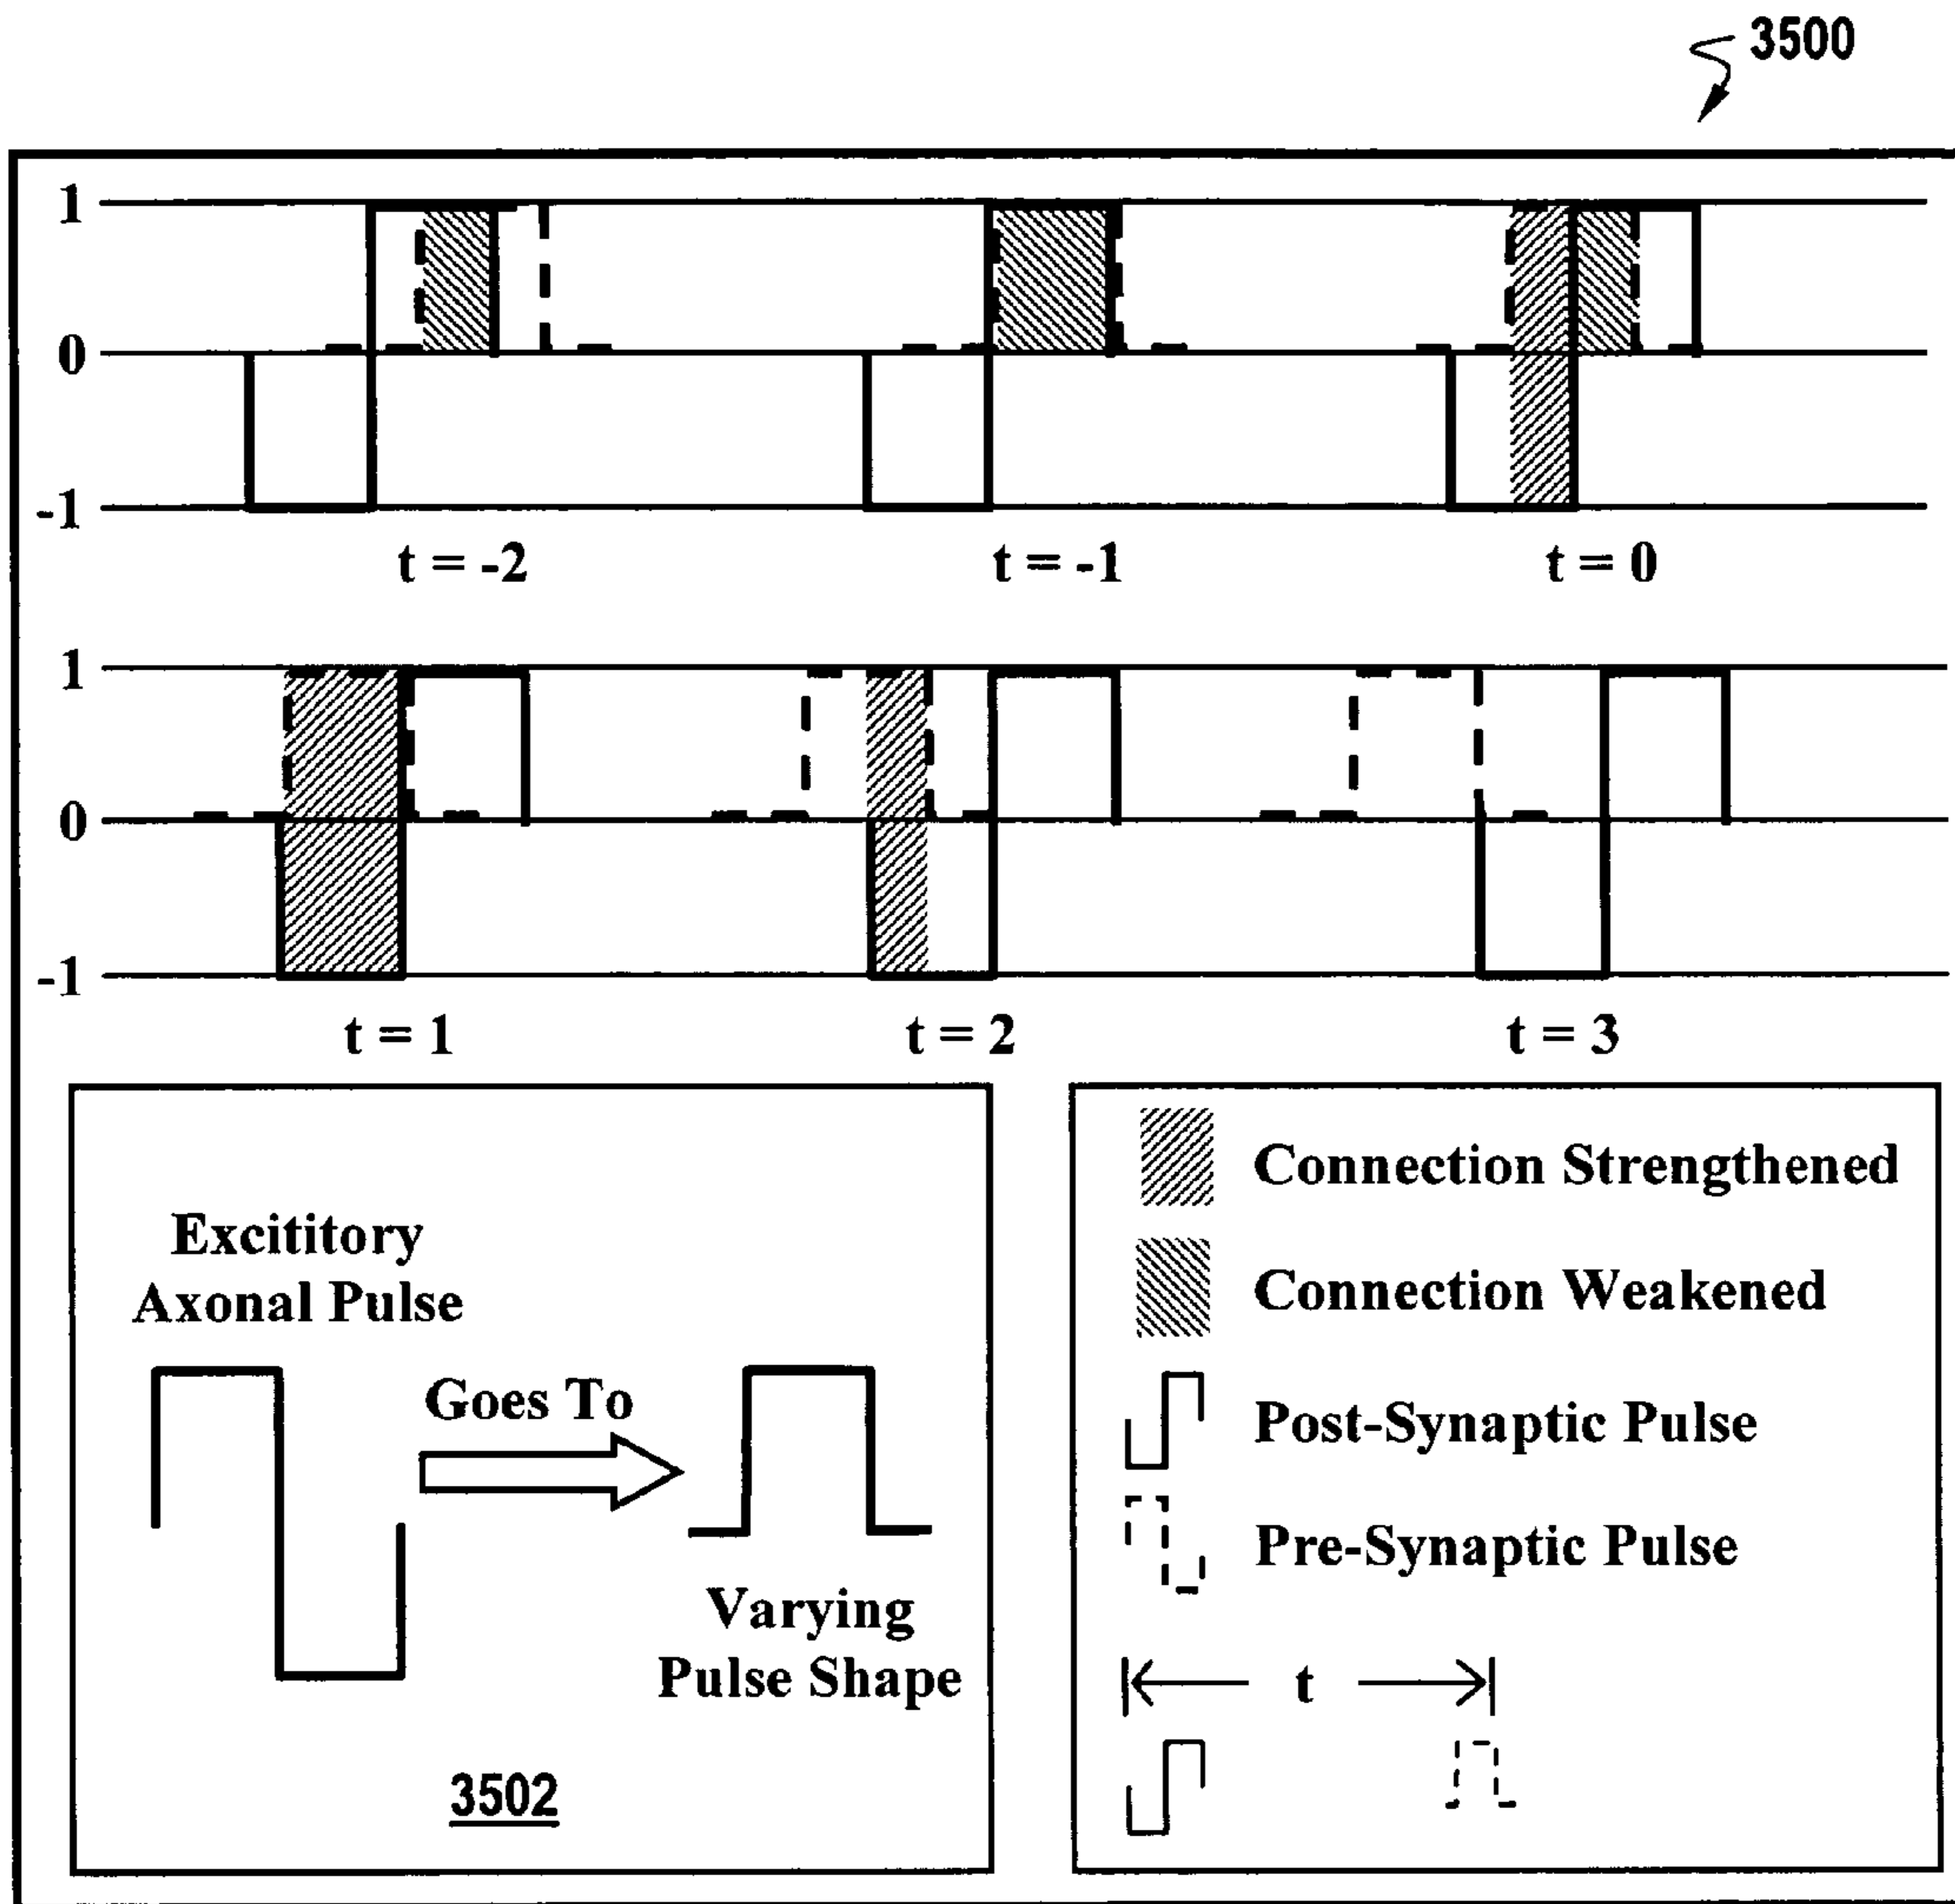 3500
1
0
-1
t = -2 t = -1 t = 0
1
0
-1
t = 1 t = 2 t = 3
Excititory
Axonal Pulse
Goes To
Varying
Pulse Shape
3502
Connection Strengthened
Connection Weakened
Post-Synaptic Pulse
Pre-Synaptic Pulse
t